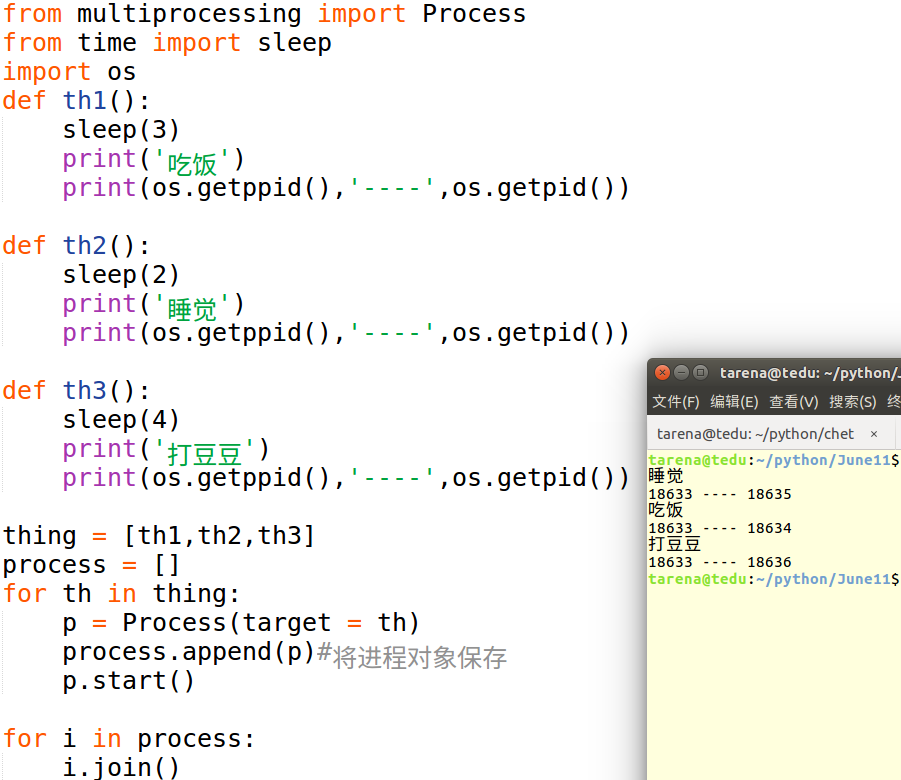 from multiprocessing import Process
from time import sleep
import os
def th1():
    sleep(3)
    print('吃饭')
    print(os.getppid(),'----',os.getpid())

def th2():
    sleep(2)
    print('睡觉')
    print(os.getppid(),'----',os.getpid())

def th3():
    sleep(4)
    print('打豆豆')
    print(os.getppid(),'----',os.getpid())

thing = [th1,th2,th3]
process = []
for th in thing:
    p = Process(target = th)
    process.append(p)#将进程对象保存
    p.start()

for i in process:
    i.join()
tarena@tedu: ~/python/J
文件(F) 编辑(E) 查看(V) 搜索(S) 终
tarena@tedu: ~/python/chet ×
tarena@tedu:~/python/June11$
睡觉
18633 ---- 18635
吃饭
18633 ---- 18634
打豆豆
18633 ---- 18636
tarena@tedu:~/python/June11$